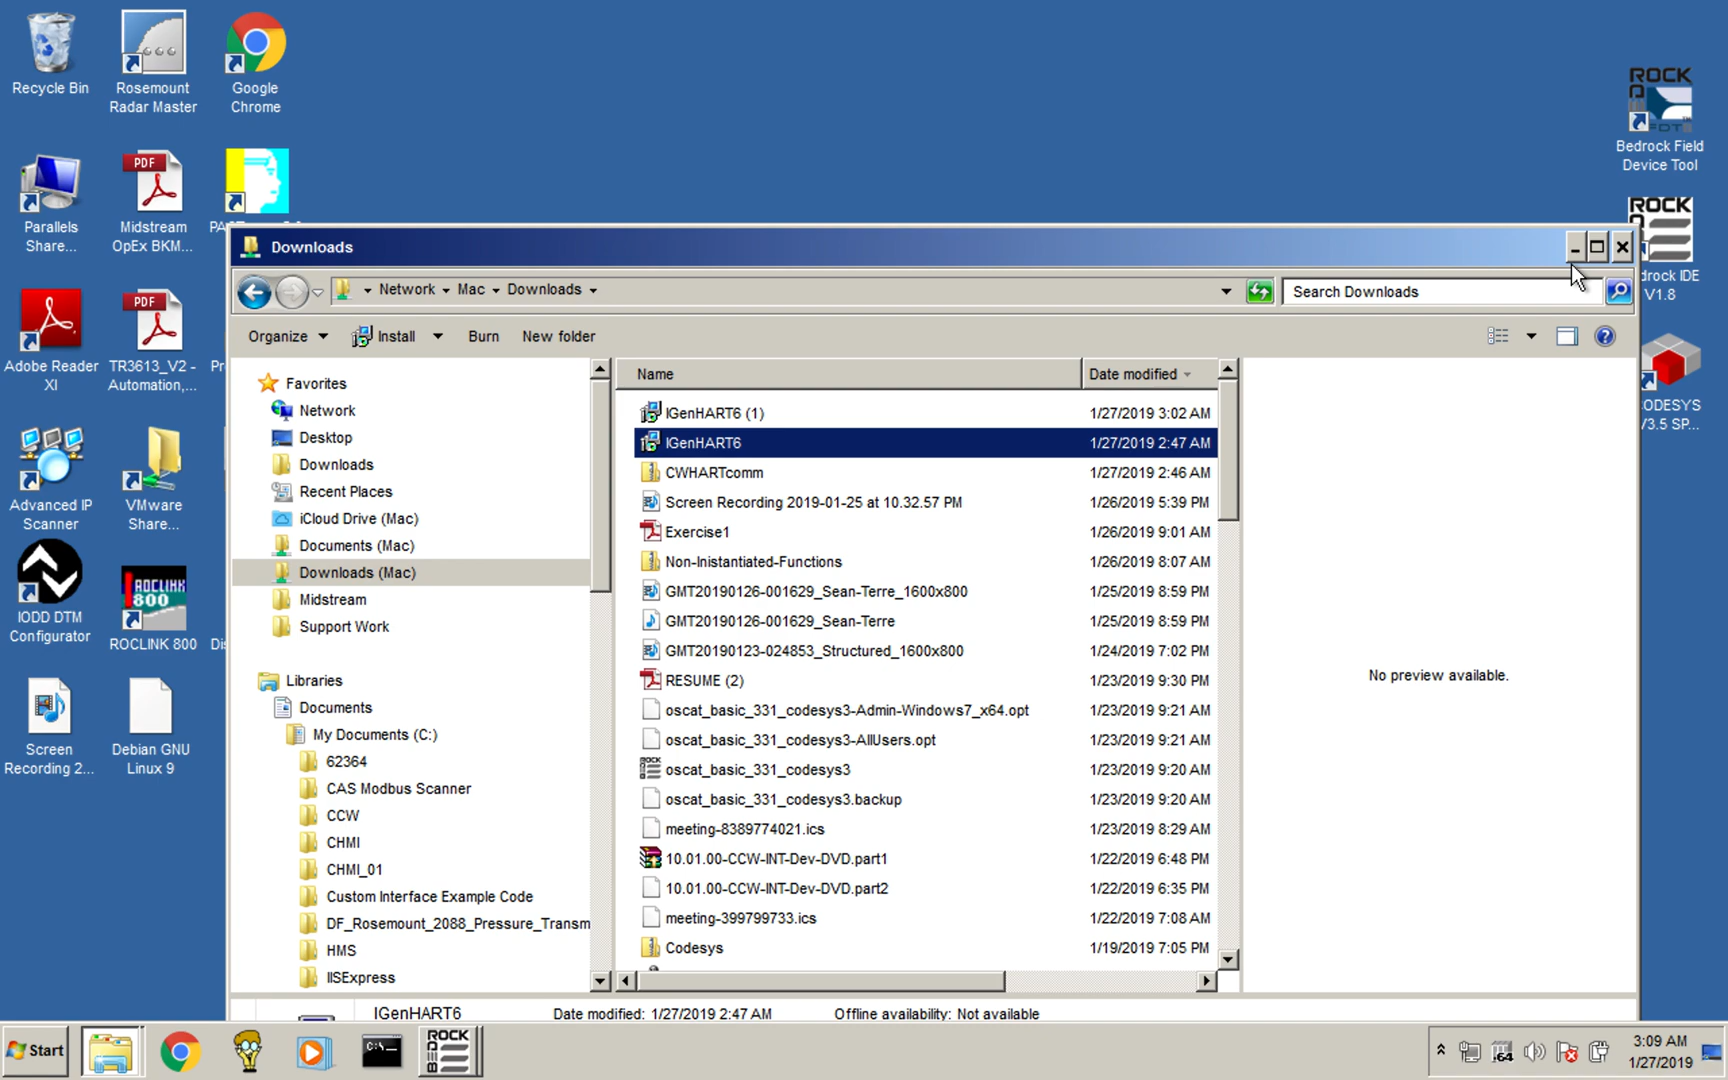 Recycle Bin
Rosemount
Radar Master
Google
Chrome
ROCK
Bedrock Field
Device Tool
Parallels
Share...
PDF
Midstream
OpEx BKM...
ROCK
drock IDE
V1.8
Adobe Reader
XI
PDF
TR3613_V2 -
Automation,...
ODESYS
V3.5 SP...
Advanced IP
Scanner
VMware
Share...
IODD DTM
Configurator
ROCLINK
800
ROCLINK 800
Screen
Recording 2...
Debian GNU
Linux 9
Downloads
Network
Mac
Downloads
Search Downloads
Organize
Install
Burn
New folder
Favorites
Network
Desktop
Downloads
Recent Places
iCloud Drive (Mac)
Documents (Mac)
Downloads (Mac)
Midstream
Support Work
Libraries
Documents
My Documents (C:)
62364
CAS Modbus Scanner
CCW
CHMI
CHMI_01
Custom Interface Example Code
DF_Rosemount_2088_Pressure_Transm
HMS
IISExpress
Name Date modified
IGenHART6 (1) 1/27/2019 3:02 AM
IGenHART6 1/27/2019 2:47 AM
CWHARTcomm 1/27/2019 2:46 AM
Screen Recording 2019-01-25 at 10.32.57 PM 1/26/2019 5:39 PM
Exercise1 1/26/2019 9:01 AM
Non-Inistantiated-Functions 1/26/2019 8:07 AM
GMT20190126-001629_Sean-Terre_1600x800 1/25/2019 8:59 PM
GMT20190126-001629_Sean-Terre 1/25/2019 8:59 PM
GMT20190123-024853_Structured_1600x800 1/24/2019 7:02 PM
RESUME (2) 1/23/2019 9:30 PM
oscat_basic_331_codesys3-Admin-Windows7_x64.opt 1/23/2019 9:21 AM
oscat_basic_331_codesys3-AllUsers.opt 1/23/2019 9:21 AM
oscat_basic_331_codesys3 1/23/2019 9:20 AM
oscat_basic_331_codesys3.backup 1/23/2019 9:20 AM
meeting-8389774021.ics 1/23/2019 8:29 AM
10.01.00-CCW-INT-Dev-DVD.part1 1/22/2019 6:48 PM
10.01.00-CCW-INT-Dev-DVD.part2 1/22/2019 6:35 PM
meeting-399799733.ics 1/22/2019 7:08 AM
Codesys 1/19/2019 7:05 PM
No preview available.
IGenHART6 Date modified: 1/27/2019 2:47 AM Offline availability: Not available
Start
ROCK
64
3:09 AM
1/27/2019